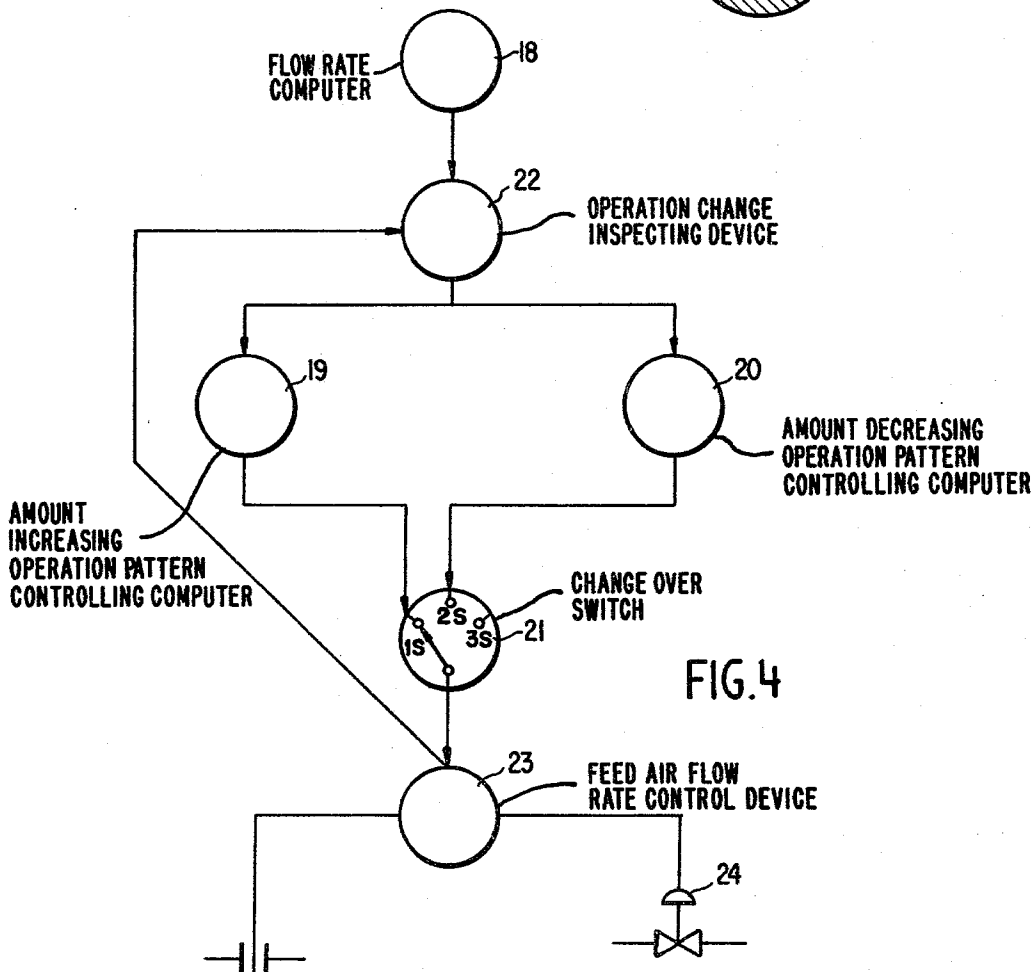 18
FLOW RATE
COMPUTER
22
OPERATION CHANGE
INSPECTING DEVICE
19
20
AMOUNT DECREASING
OPERATION PATTERN
CONTROLLING COMPUTER
AMOUNT
INCREASING
OPERATION PATTERN
CONTROLLING COMPUTER
CHANGE OVER
SWITCH
2S
3S
1S
21
FIG.4
23
FEED AIR FLOW
RATE CONTROL DEVICE
24